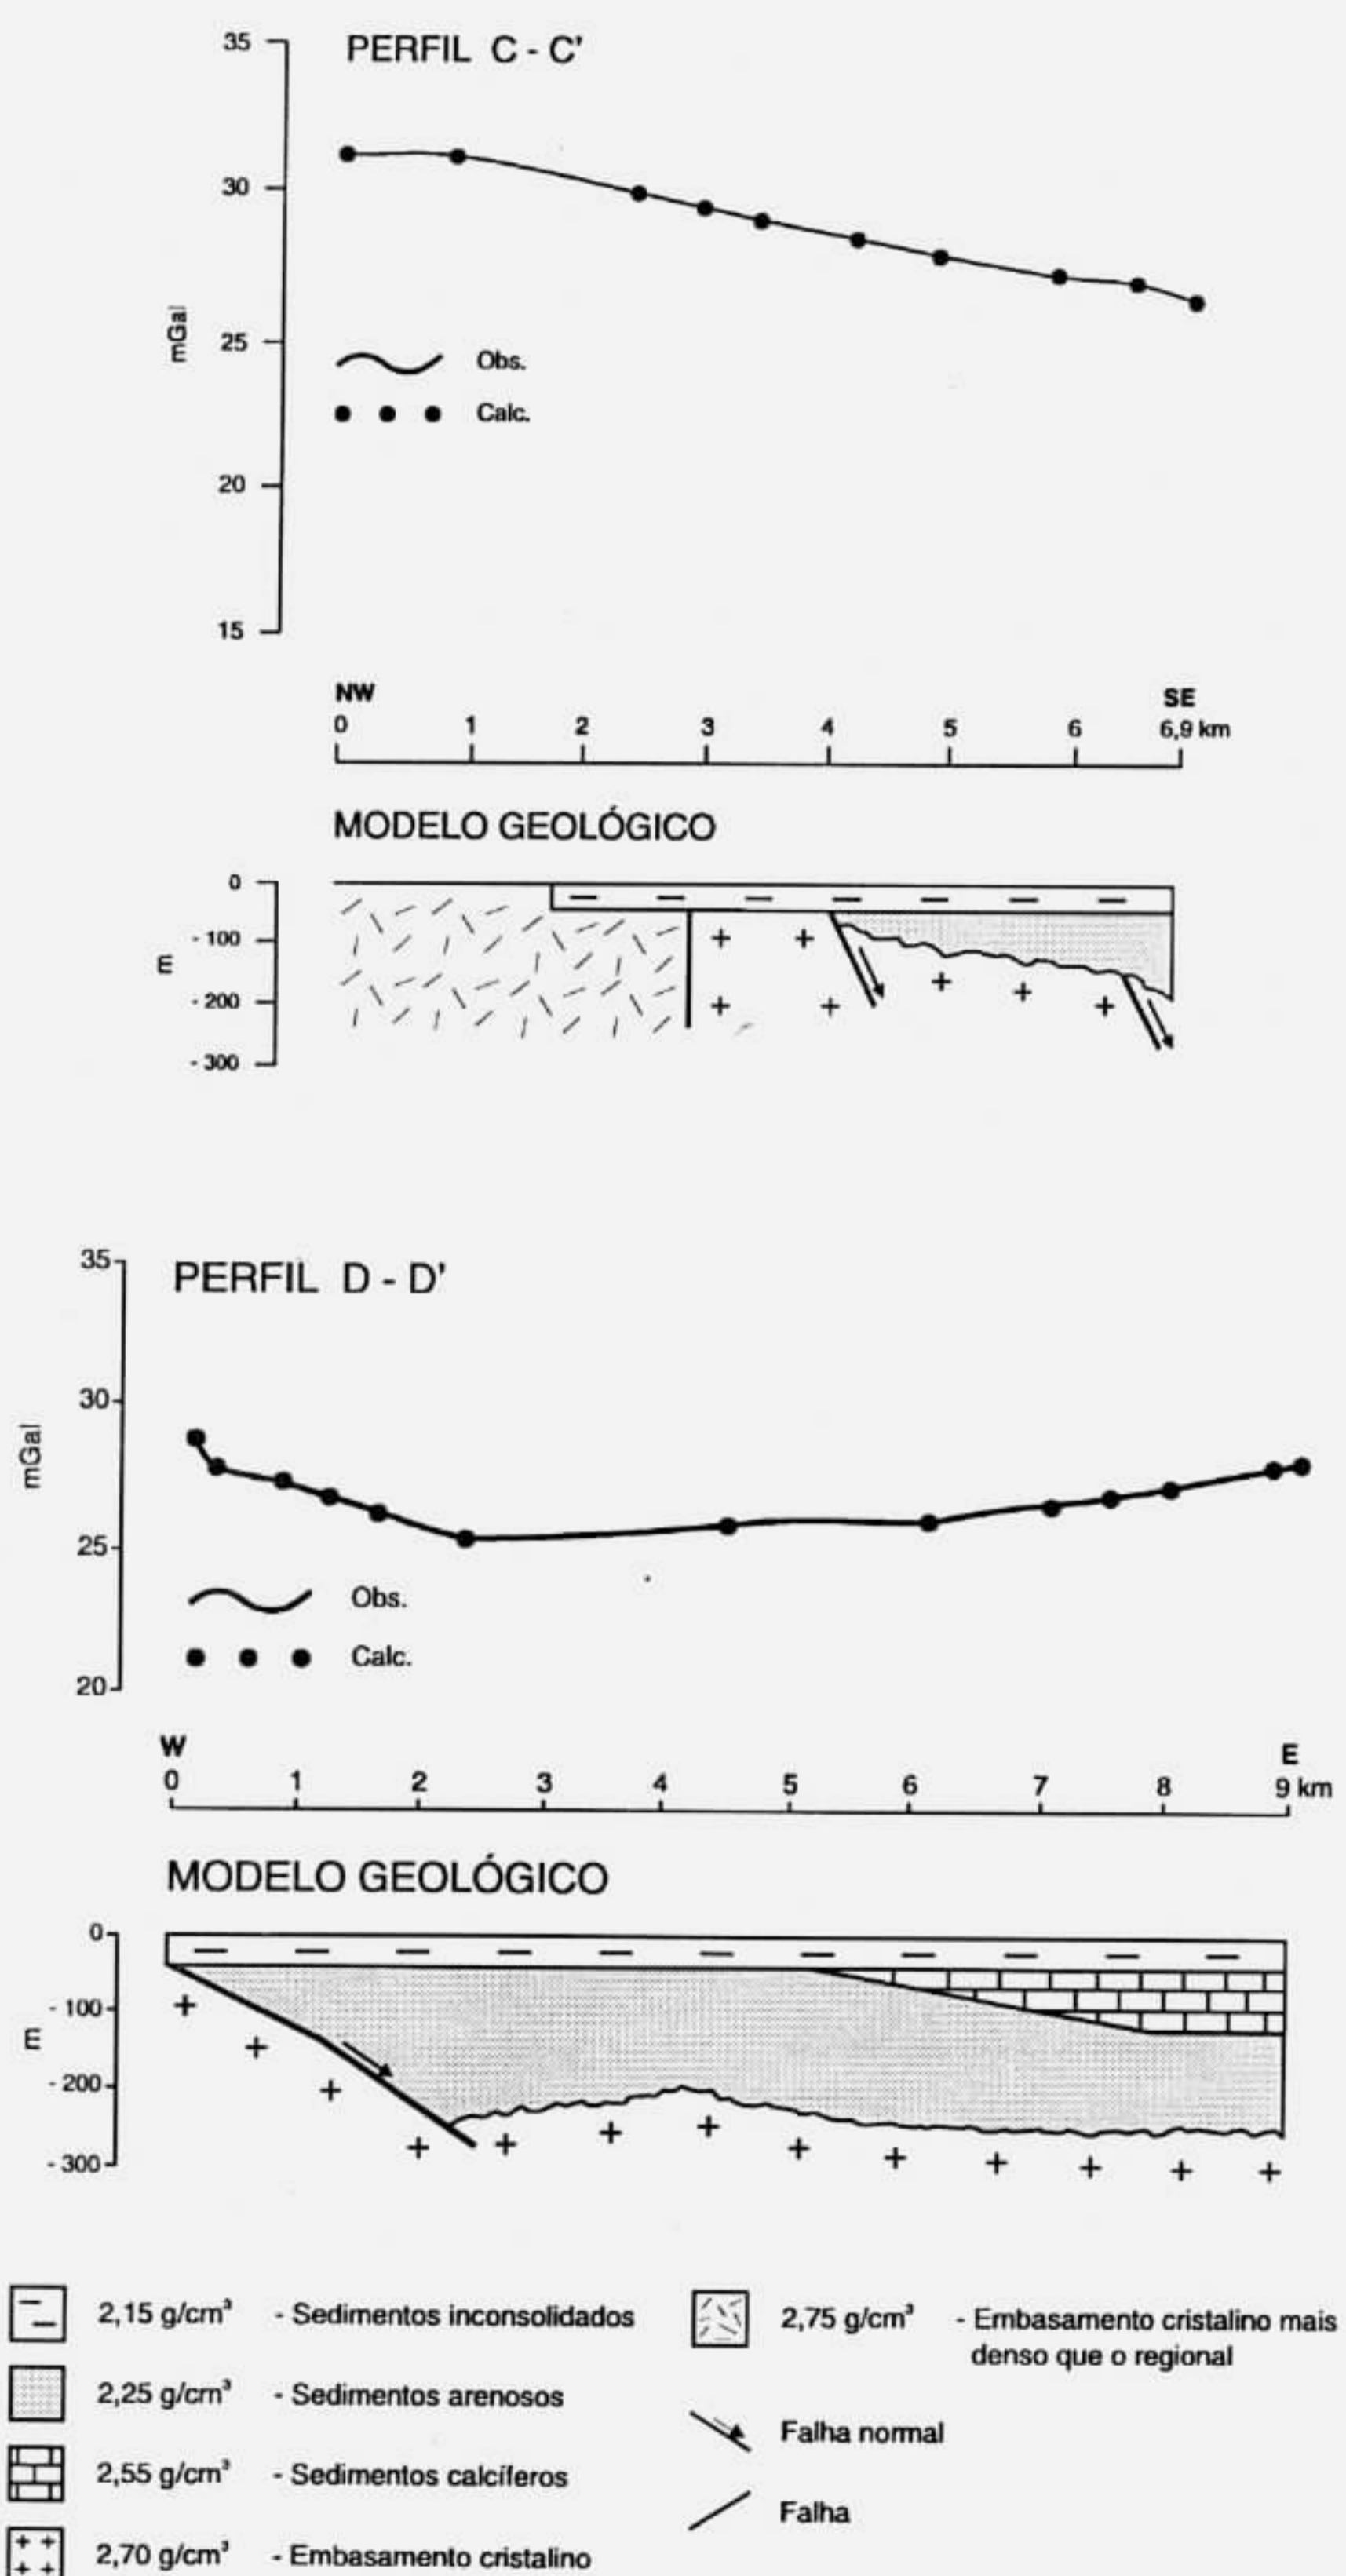 PERFIL C - C'
35
30
25
20
15
mGal
Obs.
Calc.
NW SE
0 1 2 3 4 5 6 6,9 km
MODELO GEOLÓGICO
0
- 100
- 200
- 300
m
PERFIL D - D'
35
30
25
20
mGal
Obs.
Calc.
W E
0 1 2 3 4 5 6 7 8 9 km
MODELO GEOLÓGICO
0
- 100
- 200
- 300
m
2,15 g/cm³ - Sedimentos inconsolidados
2,25 g/cm³ - Sedimentos arenosos
2,55 g/cm³ - Sedimentos calcíferos
2,70 g/cm³ - Embasamento cristalino
2,75 g/cm³ - Embasamento cristalino mais
denso que o regional
Falha normal
Falha